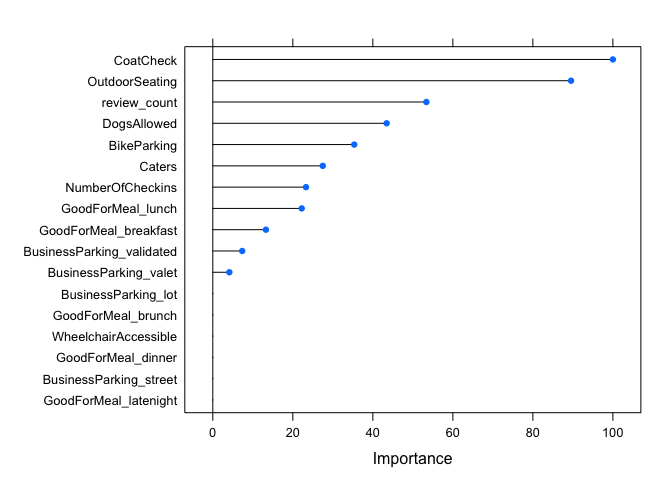 CoatCheck
OutdoorSeating
review_count
DogsAllowed
BikeParking
Caters
NumberOfCheckins
GoodForMeal_lunch
GoodForMeal_breakfast
BusinessParking_validated
BusinessParking_valet
BusinessParking_lot
GoodForMeal_brunch
WheelchairAccessible
GoodForMeal_dinner
BusinessParking_street
GoodForMeal_latenight
0 20 40 60 80 100
Importance